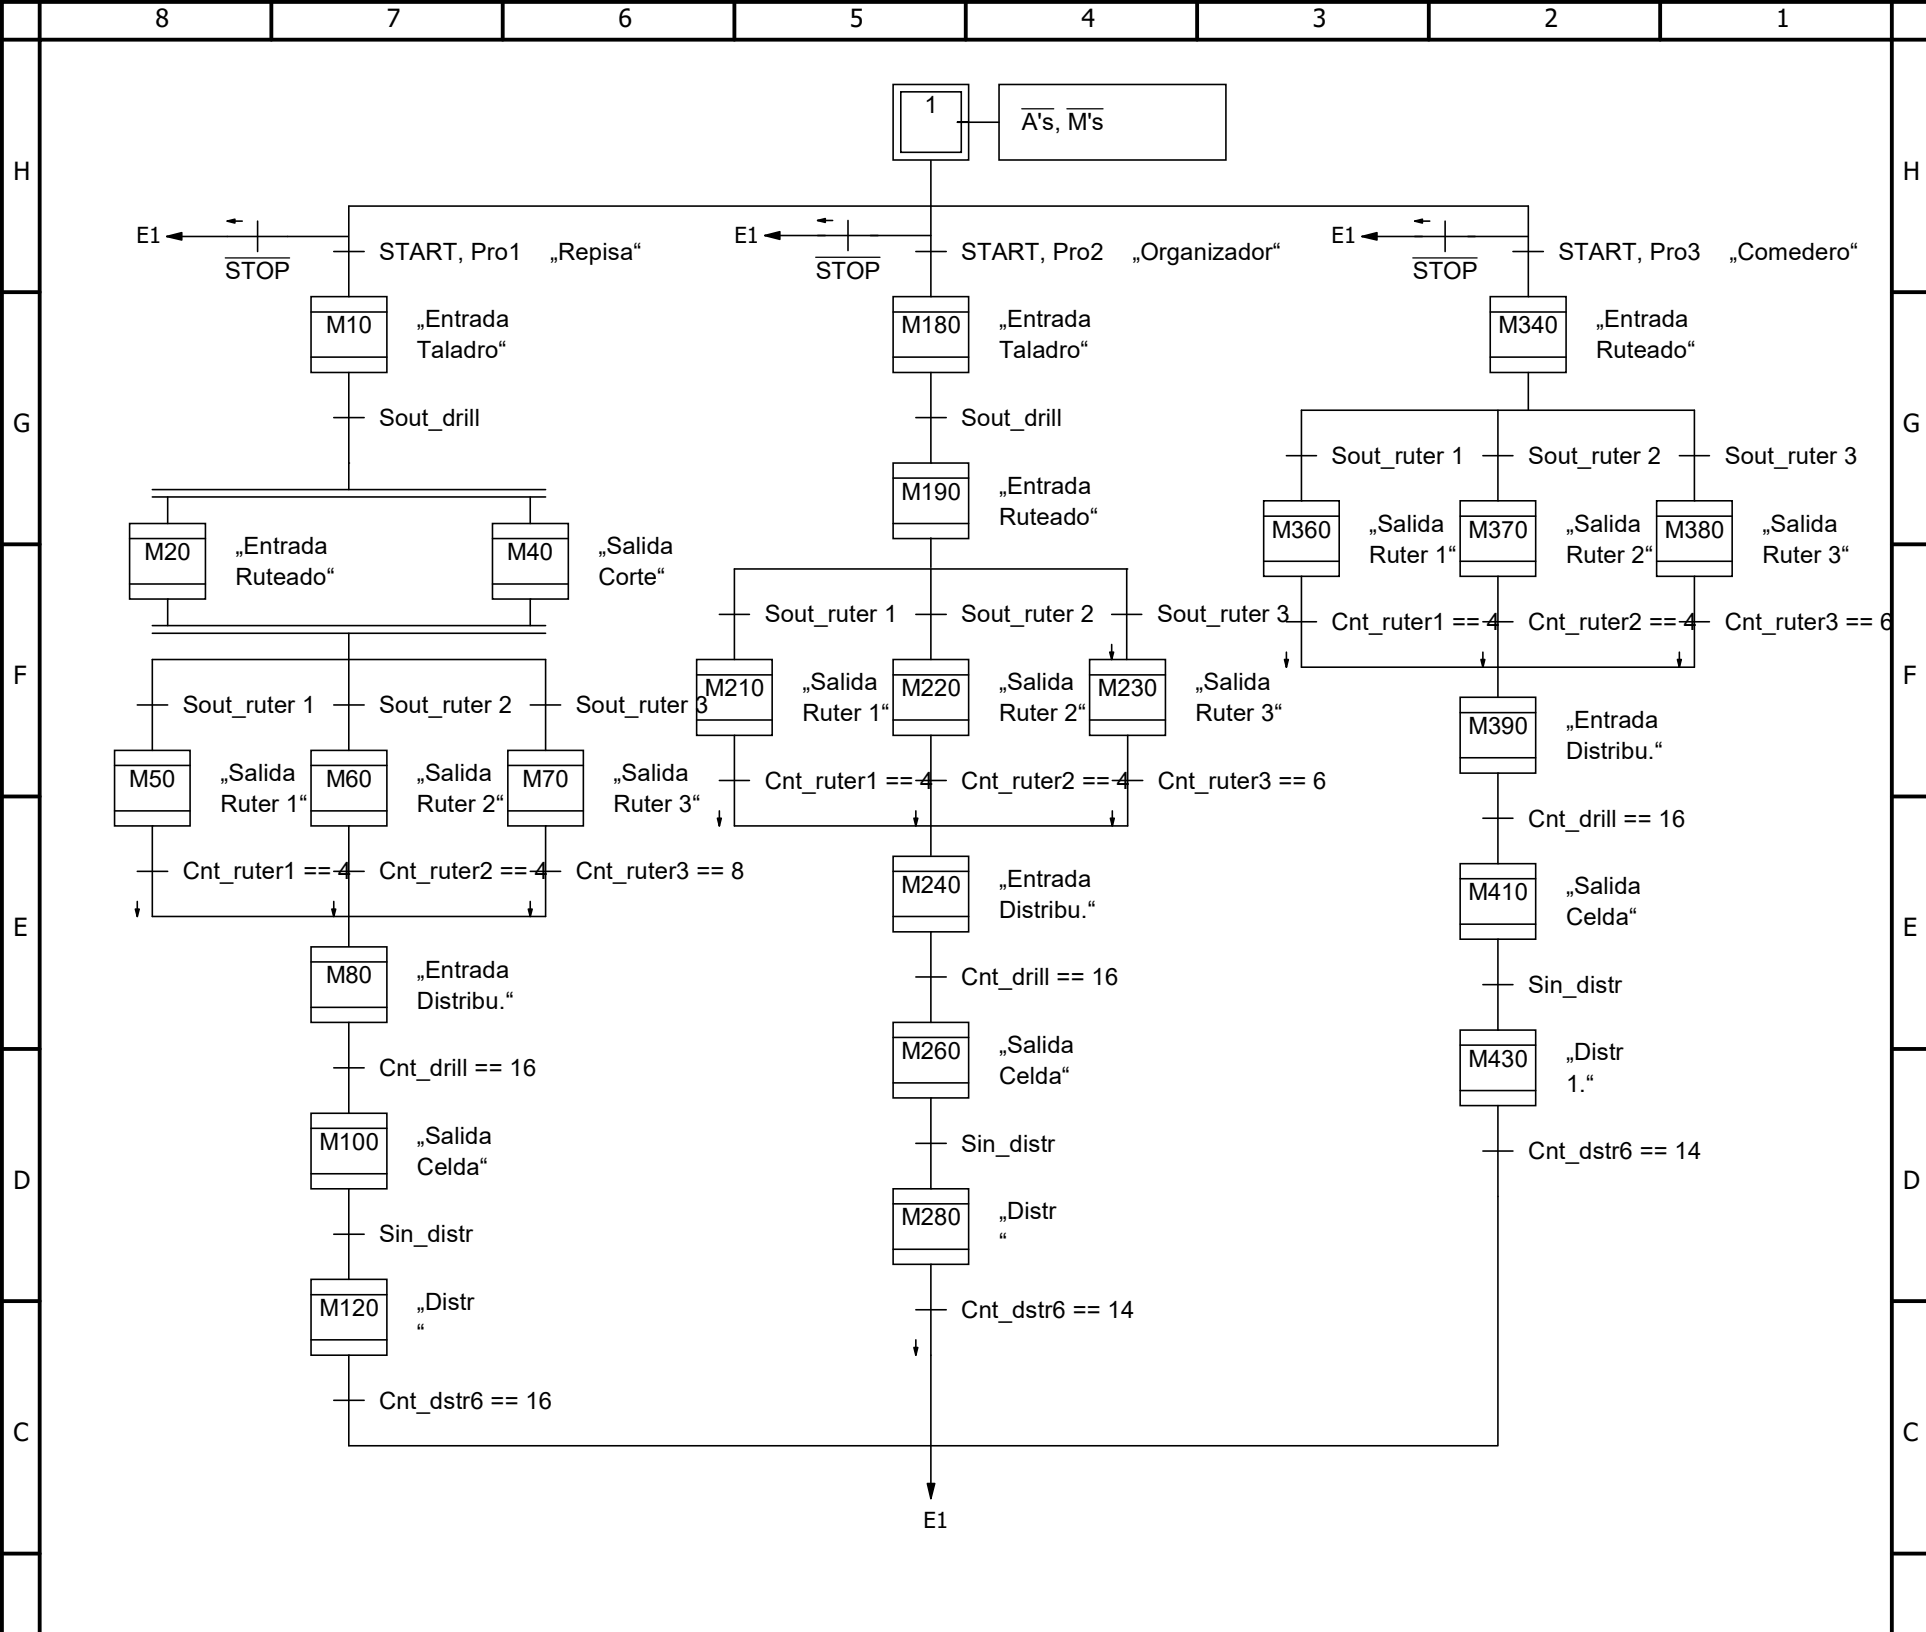 8 7 6 5 4 3 2 1
1
A's, M's
H H
E1 E1 E1
START, Pro1 „Repisa“ START, Pro2 „Organizador“ START, Pro3 „Comedero“
STOP STOP STOP
M10 „Entrada M180 „Entrada M340 „Entrada
Taladro“ Taladro“ Ruteado“
Sout_drill Sout_drill
G G
Sout_ruter 1 Sout_ruter 2 Sout_ruter 3
M190 „Entrada
Ruteado“
M360 „Salida M370 „Salida M380 „Salida
Ruter 1“ Ruter 2“ Ruter 3“
M20 „Entrada M40 „Salida
Ruteado“ Corte“
Sout_ruter 1 Sout_ruter 2 Sout_ruter 3
Cnt_ruter1 == 4 Cnt_ruter2 == 4 Cnt_ruter3 == 6
F F
M210 „Salida M220 „Salida M230 „Salida
Ruter 1“ Ruter 2“ Ruter 3“
Sout_ruter 1 Sout_ruter 2 Sout_ruter 3
M390 „Entrada
Distribu.“
M50 „Salida M60 „Salida M70 „Salida
Ruter 1“ Ruter 2“ Ruter 3“
Cnt_ruter1 == 4 Cnt_ruter2 == 4 Cnt_ruter3 == 6
Cnt_drill == 16
Cnt_ruter1 == 4 Cnt_ruter2 == 4 Cnt_ruter3 == 8
M240 „Entrada
Distribu.“
M410 „Salida
Celda“
E E
M80 „Entrada
Distribu.“
Cnt_drill == 16
Sin_distr
M260 „Salida
Celda“
M430 „Distr
1.“
Cnt_drill == 16
M100 „Salida
Celda“
Sin_distr
Cnt_dstr6 == 14
D D
M280 „Distr
“
Sin_distr
M120 „Distr
“
Cnt_dstr6 == 14
Cnt_dstr6 == 16
C C
E1